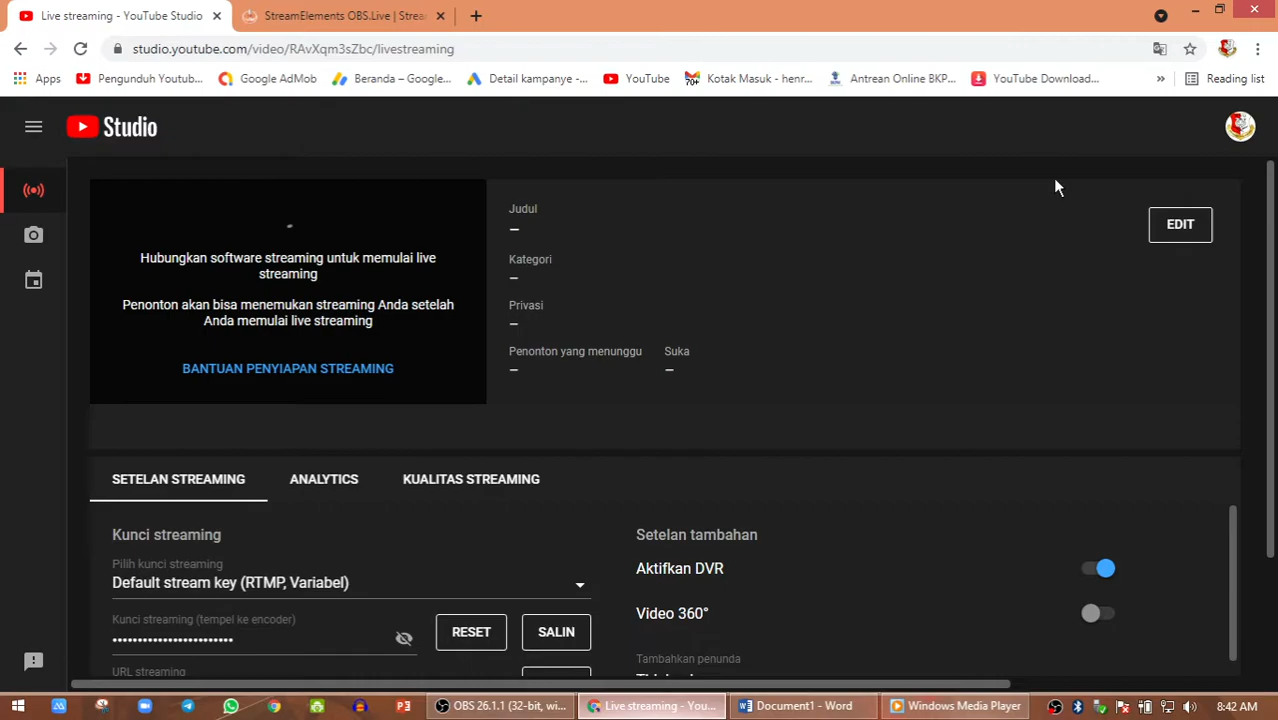 Live streaming - YouTube Studio
StreamElements OBS.Live | Strea
studio.youtube.com/video/RAvXqm3sZbc/livestreaming
Apps
Pengunduh Youtub...
Google AdMob
Beranda – Google...
Detail kampanye -...
YouTube
70+
Kotak Masuk - henr...
Antrean Online BKP...
YouTube Download...
»
Reading list
Studio
Hubungkan software streaming untuk memulai live
streaming
Penonton akan bisa menemukan streaming Anda setelah
Anda memulai live streaming
BANTUAN PENYIAPAN STREAMING
Judul
–
Kategori
–
Privasi
–
Penonton yang menunggu Suka
– –
EDIT
SETELAN STREAMING
ANALYTICS
KUALITAS STREAMING
Kunci streaming
Pilih kunci streaming
Default stream key (RTMP, Variabel)
Kunci streaming (tempel ke encoder)
••••••••••••••••••••••••
RESET
SALIN
URL streaming
Setelan tambahan
Aktifkan DVR
Video 360°
Tambahkan penunda
OBS 26.1.1 (32-bit, wi...
Live streaming - You...
Document1 - Word
Windows Media Player
8:42 AM